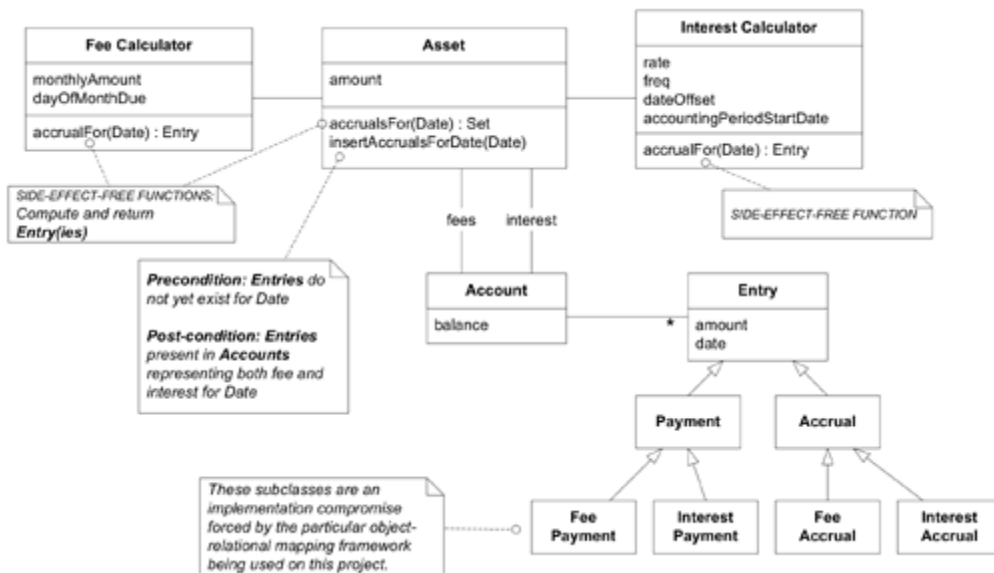 Fee Calculator
monthlyAmount
dayOfMonthDue
accrualFor(Date) : Entry
Asset
amount
accrualsFor(Date) : Set
insertAccrualsForDate(Date)
Interest Calculator
rate
freq
dateOffset
accountingPeriodStartDate
accrualFor(Date) : Entry
SIDE-EFFECT-FREE FUNCTIONS:
Compute and return
Entry(ies)
SIDE-EFFECT-FREE FUNCTION
fees
interest
Precondition: Entries do
not yet exist for Date
Post-condition: Entries
present in Accounts
representing both fee and
interest for Date
Account
balance
*
Entry
amount
date
Payment
Accrual
These subclasses are an
implementation compromise
forced by the particular object-
relational mapping framework
being used on this project.
Fee
Payment
Interest
Payment
Fee
Accrual
Interest
Accrual